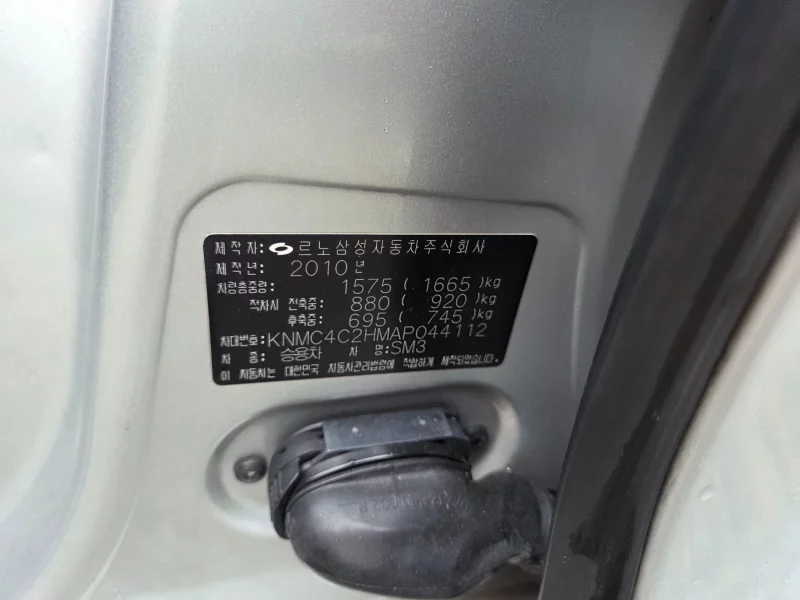 제작자: 르노삼성자동차주식회사
제작년: 2010년
차량총중량: 1575( 1665 )kg
적차시 전축중: 880( 920 )kg
후축중: 695( 745 )kg
차대번호: KNMC4C2HMAP044112
차 종: 승용차 차 명: SM3
이 자동차는 대한민국 자동차관리법령에 적합하게 제작되었습니다.